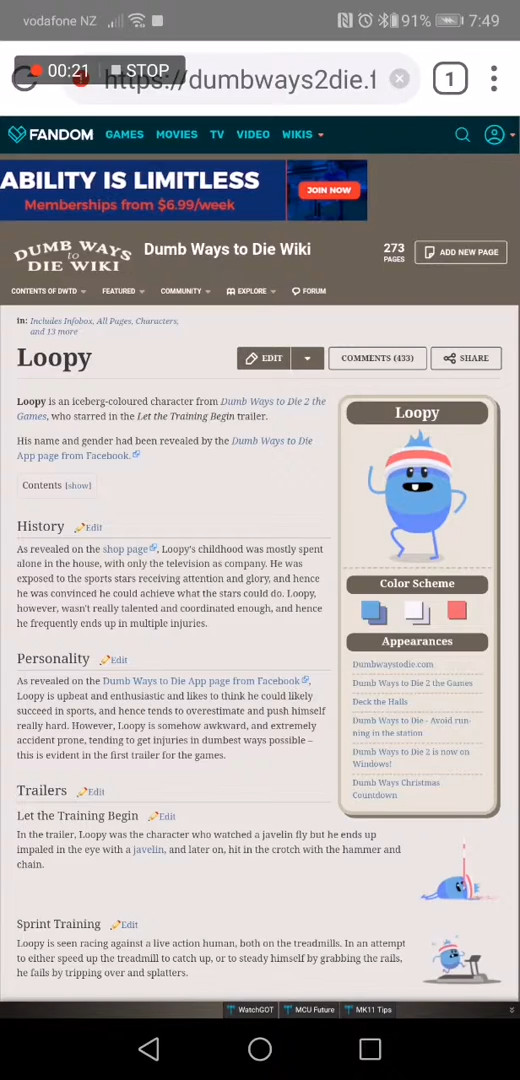 vodafone NZ
91%
7:49
00:21
STOP
https://dumbways2die.f
1
FANDOM
GAMES
MOVIES
TV
VIDEO
WIKIS
ABILITY IS LIMITLESS
Memberships from $6.99/week
JOIN NOW
DUMB WAYS
to
DIE WIKI
Dumb Ways to Die Wiki
273
PAGES
ADD NEW PAGE
CONTENTS OF DWTD
FEATURED
COMMUNITY
EXPLORE
FORUM
in: Includes Infobox, All Pages, Characters,
and 13 more
Loopy
EDIT
COMMENTS (433)
SHARE
Loopy is an iceberg-coloured character from Dumb Ways to Die 2 the
Games, who starred in the Let the Training Begin trailer.
His name and gender had been revealed by the Dumb Ways to Die
App page from Facebook.
Contents [show]
History
Edit
As revealed on the shop page, Loopy's childhood was mostly spent
alone in the house, with only the television as company. He was
exposed to the sports stars receiving attention and glory, and hence
he was convinced he could achieve what the stars could do. Loopy,
however, wasn't really talented and coordinated enough, and hence
he frequently ends up in multiple injuries.
Personality
Edit
As revealed on the Dumb Ways to Die App page from Facebook,
Loopy is upbeat and enthusiastic and likes to think he could likely
succeed in sports, and hence tends to overestimate and push himself
really hard. However, Loopy is somehow awkward, and extremely
accident prone, tending to get injuries in dumbest ways possible –
this is evident in the first trailer for the games.
Loopy
Color Scheme
Appearances
Dumbwaystodie.com
Dumb Ways to Die 2 the Games
Deck the Halls
Dumb Ways to Die - Avoid run-
ning in the station
Dumb Ways to Die 2 is now on
Windows!
Dumb Ways Christmas
Countdown
Trailers
Edit
Let the Training Begin
Edit
In the trailer, Loopy was the character who watched a javelin fly but he ends up
impaled in the eye with a javelin, and later on, hit in the crotch with the hammer and
chain.
Sprint Training
Edit
Loopy is seen racing against a live action human, both on the treadmills. In an attempt
to either speed up the treadmill to catch up, or to steady himself by grabbing the rails,
he fails by tripping over and splatters.
WatchGOT
MCU Future
MK11 Tips